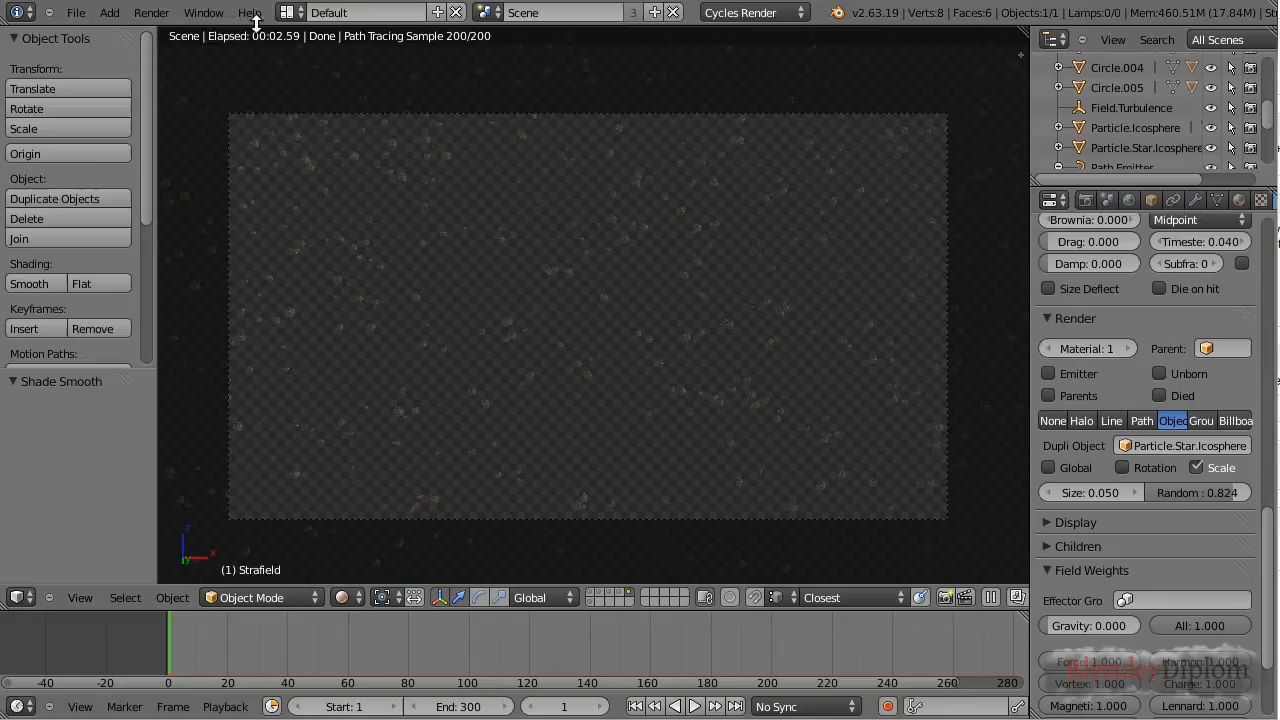 File Add Render Window Help Default Scene 3 Cycles Render v2.63.19 | Verts:8 | Faces:6 | Objects:1/1 | Lamps:0/0 | Mem:460.51M (17.84M) | St
Object Tools
Transform:
Translate
Rotate
Scale
Origin
Object:
Duplicate Objects
Delete
Join
Shading:
Smooth Flat
Keyframes:
Insert Remove
Motion Paths:
Shade Smooth
Scene | Elapsed: 00:02.59 | Done | Path Tracing Sample 200/200
z
x
y
(1) Strafield
View Select Object Object Mode Global Closest
-40 -20 0 20 40 60 80 100 120 140 160 180 200 220 240 260 280
View Marker Frame Playback Start: 1 End: 300 1 No Sync
View Search All Scenes
Circle.004
Circle.005
Field.Turbulence
Particle.Icosphere
Particle.Star.Icosphere
Path Emitter
Brownia: 0.000 Midpoint
Drag: 0.000 Timeste: 0.040
Damp: 0.000 Subfra: 0
Size Deflect Die on hit
Render
Material: 1 Parent:
Emitter Unborn
Parents Died
None Halo Line Path Objec Grou Billboa
Dupli Object Particle.Star.Icosphere
Global Rotation Scale
Size: 0.050 Random : 0.824
Display
Children
Field Weights
Effector Gro
Gravity: 0.000 All: 1.000
Force: 1.000 Harmon: 1.000
Vortex: 1.000 Charge: 1.000
Magneti: 1.000 Lennard: 1.000
BlenderDiplom